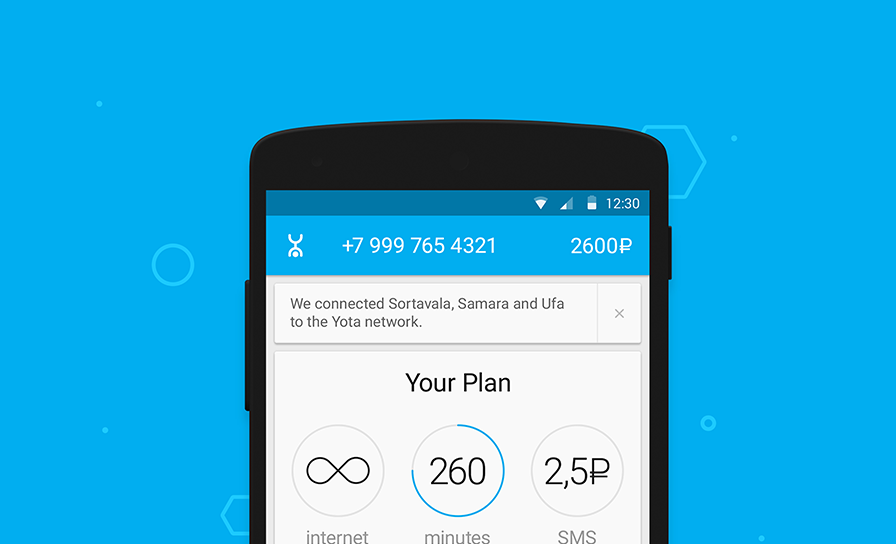 12:30
+7 999 765 4321
2600₽
We connected Sortavala, Samara and Ufa
to the Yota network.
×
Your Plan
∞
260
2,5₽
internet
minutes
SMS